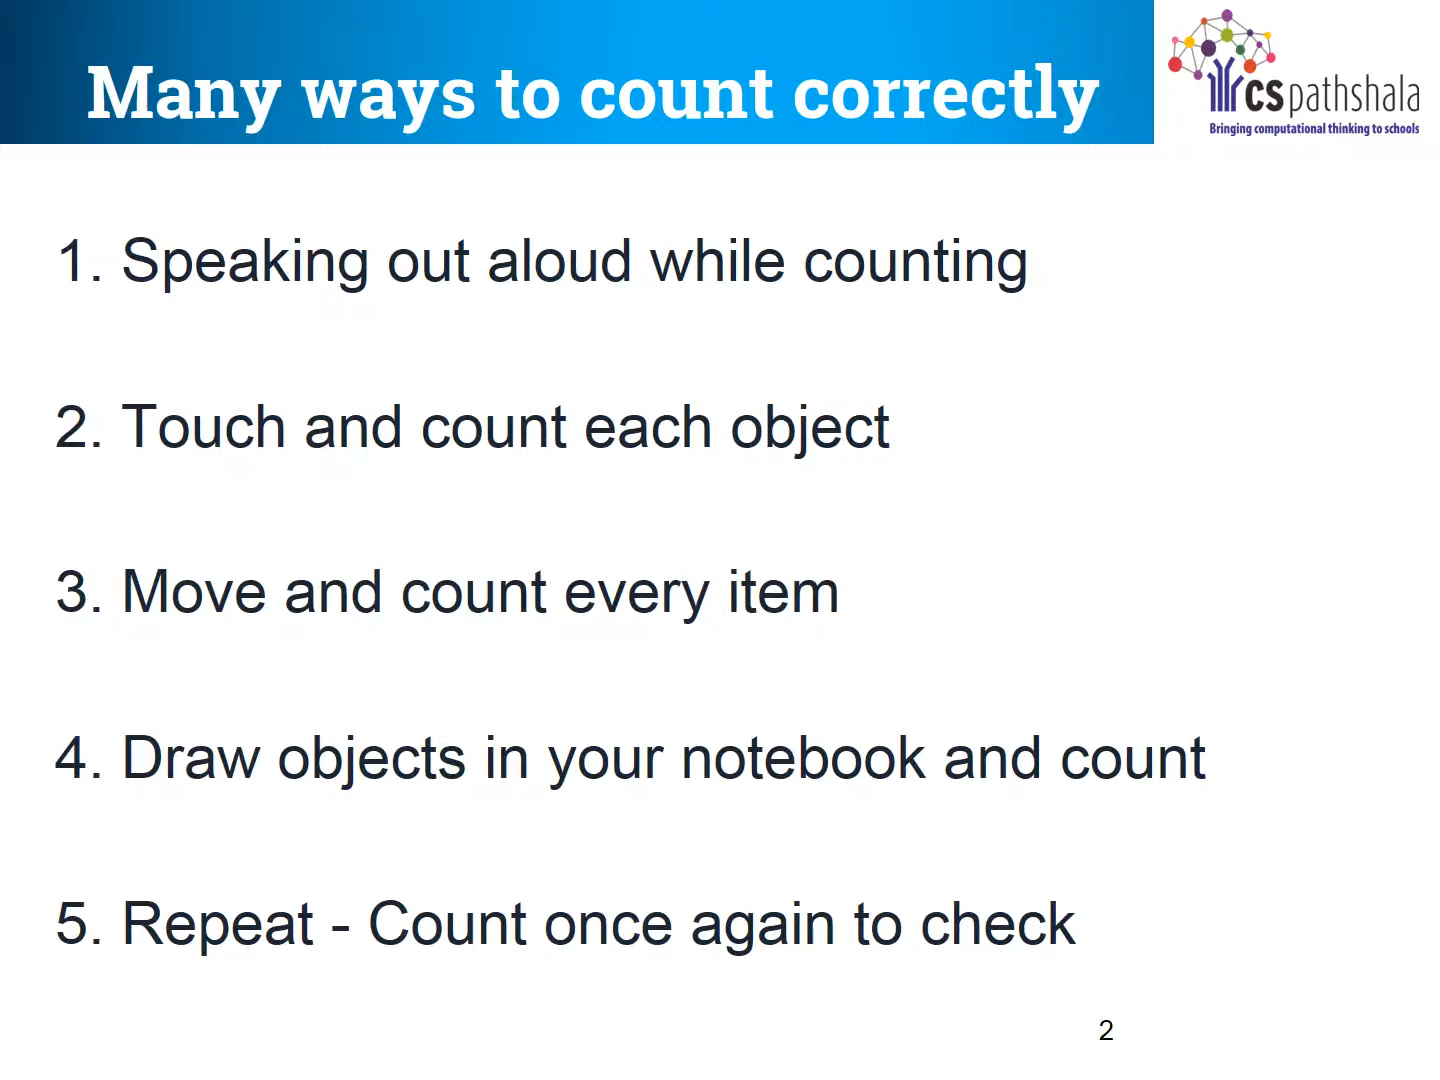 Many ways to count correctly
CSpathshala
Bringing computational thinking to schools
1. Speaking out aloud while counting
2. Touch and count each object
3. Move and count every item
4. Draw objects in your notebook and count
5. Repeat - Count once again to check
2